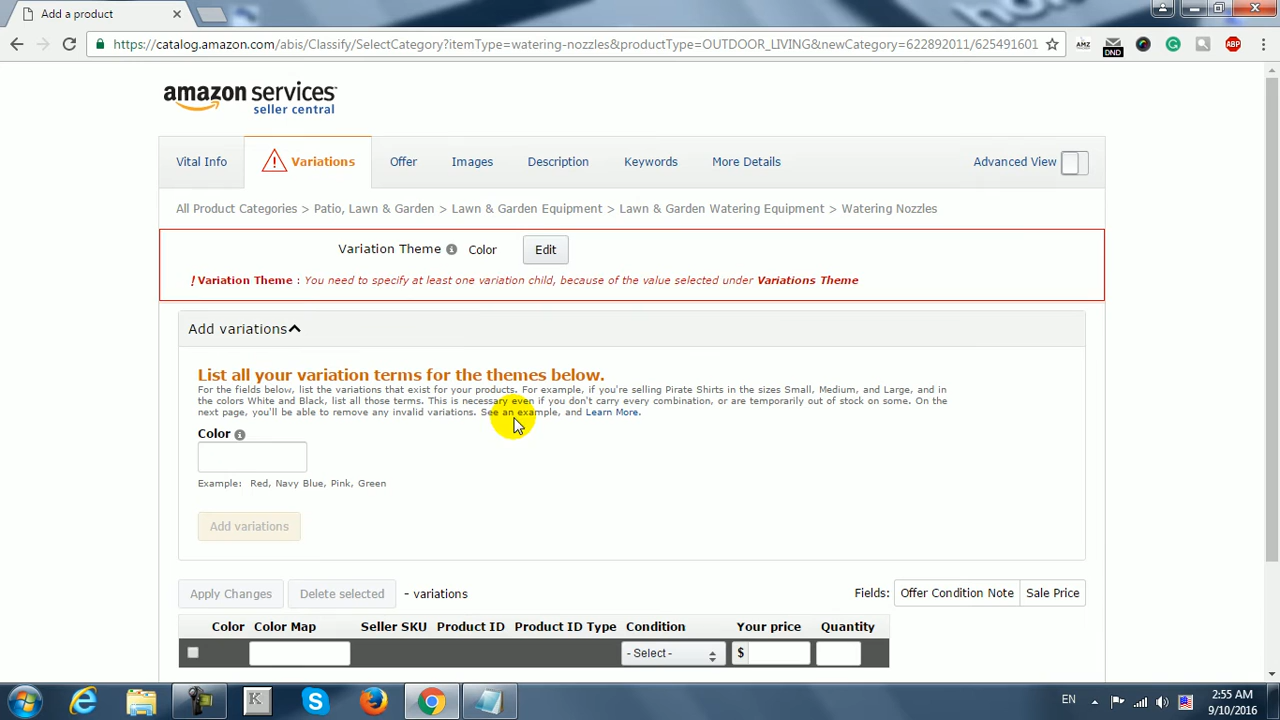 Add a product
https://catalog.amazon.com/abis/Classify/SelectCategory?itemType=watering-nozzles&productType=OUTDOOR_LIVING&newCategory=622892011/625491601
AMZ
DND
ABP
amazon services
seller central
Vital Info
Variations
Offer
Images
Description
Keywords
More Details
Advanced View
All Product Categories > Patio, Lawn & Garden > Lawn & Garden Equipment > Lawn & Garden Watering Equipment > Watering Nozzles
Variation Theme Color Edit
! Variation Theme : You need to specify at least one variation child, because of the value selected under Variations Theme
Add variations
List all your variation terms for the themes below.
For the fields below, list the variations that exist for your products. For example, if you're selling Pirate Shirts in the sizes Small, Medium, and Large, and in
the colors White and Black, list all those terms. This is necessary even if you don't carry every combination, or are temporarily out of stock on some. On the
next page, you'll be able to remove any invalid variations. See an example, and Learn More.
Color
Example: Red, Navy Blue, Pink, Green
Add variations
Apply Changes Delete selected - variations Fields: Offer Condition Note Sale Price
Color Color Map Seller SKU Product ID Product ID Type Condition Your price Quantity
- Select - $
EN
2:55 AM
9/10/2016